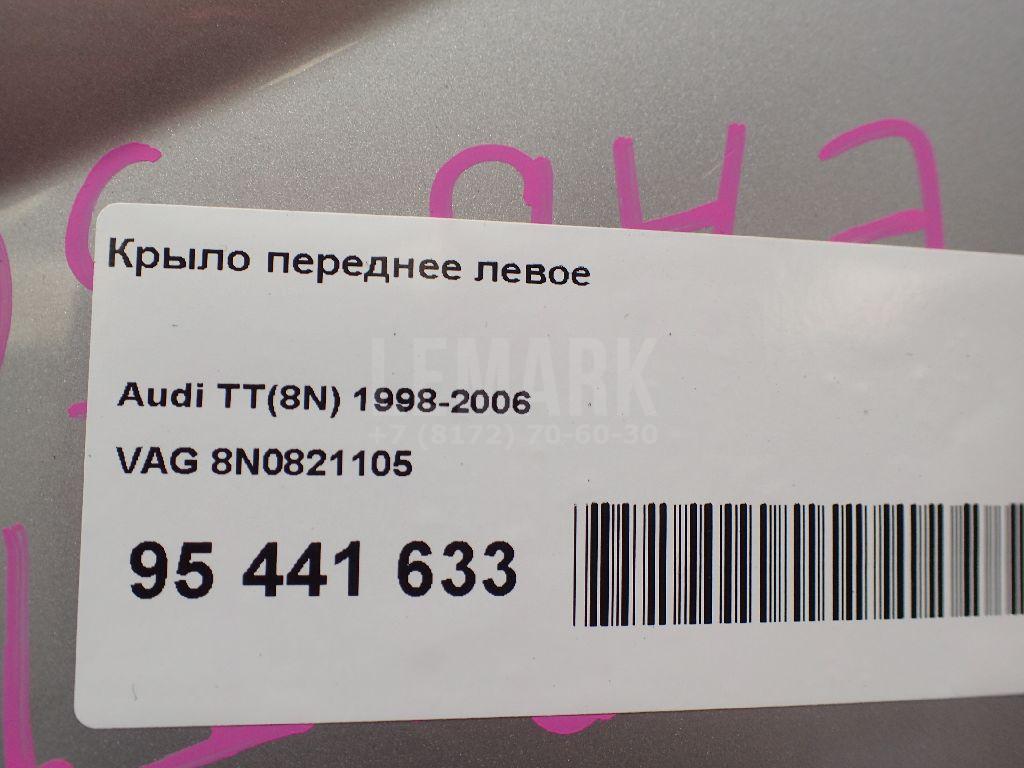 Крыло переднее левое
LEMARK
Audi TT(8N) 1998-2006
+7 (8172) 70-60-30
VAG 8N0821105
95 441 633